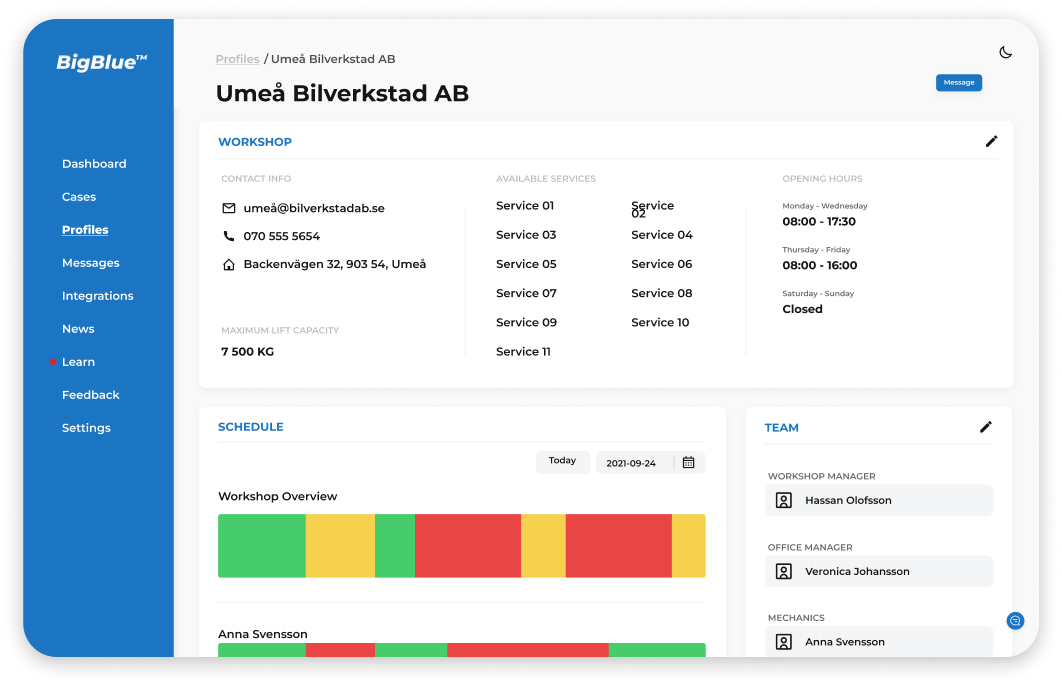 BigBlue™
Dashboard
Cases
Profiles
Messages
Integrations
News
Learn
Feedback
Settings
Profiles / Umeå Bilverkstad AB
Umeå Bilverkstad AB
Message
WORKSHOP
CONTACT INFO
umeå@bilverkstadab.se
070 555 5654
Backenvägen 32, 903 54, Umeå
MAXIMUM LIFT CAPACITY
7 500 KG
AVAILABLE SERVICES
Service 01
Service
02
Service 03
Service 04
Service 05
Service 06
Service 07
Service 08
Service 09
Service 10
Service 11
OPENING HOURS
Monday - Wednesday
08:00 - 17:30
Thursday - Friday
08:00 - 16:00
Saturday - Sunday
Closed
SCHEDULE
Today
2021-09-24
Workshop Overview
Anna Svensson
TEAM
WORKSHOP MANAGER
Hassan Olofsson
OFFICE MANAGER
Veronica Johansson
MECHANICS
Anna Svensson